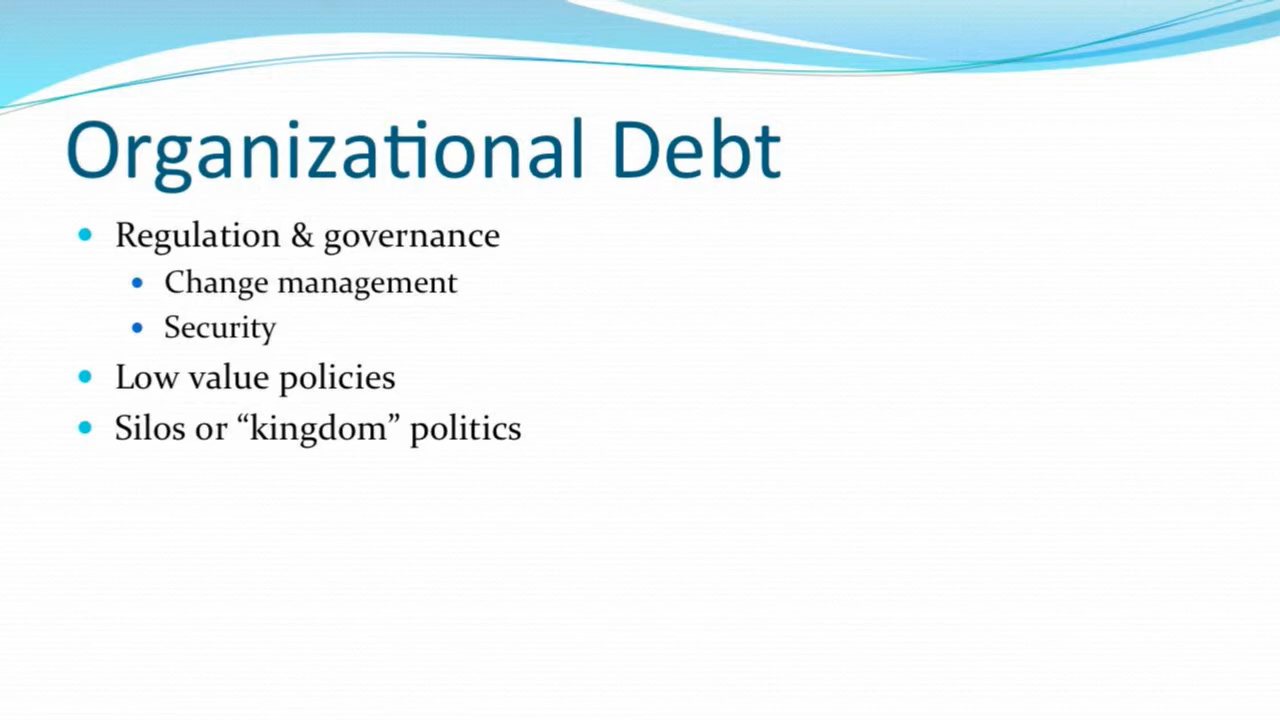 Organizational Debt
Regulation & governance
Change management
Security
Low value policies
Silos or “kingdom” politics